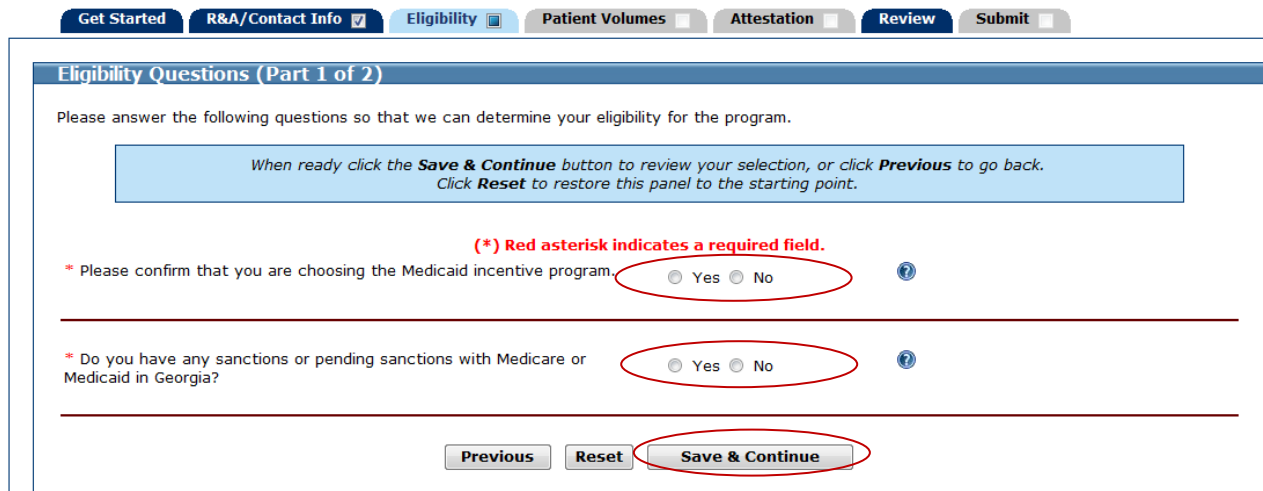 Get Started R&A/Contact Info Eligibility Patient Volumes Attestation Review Submit
Eligibility Questions (Part 1 of 2)
Please answer the following questions so that we can determine your eligibility for the program.
When ready click the Save & Continue button to review your selection, or click Previous to go back.
Click Reset to restore this panel to the starting point.
(*) Red asterisk indicates a required field.
* Please confirm that you are choosing the Medicaid incentive program. Yes No ?
* Do you have any sanctions or pending sanctions with Medicare or
Medicaid in Georgia? Yes No ?
Previous Reset Save & Continue